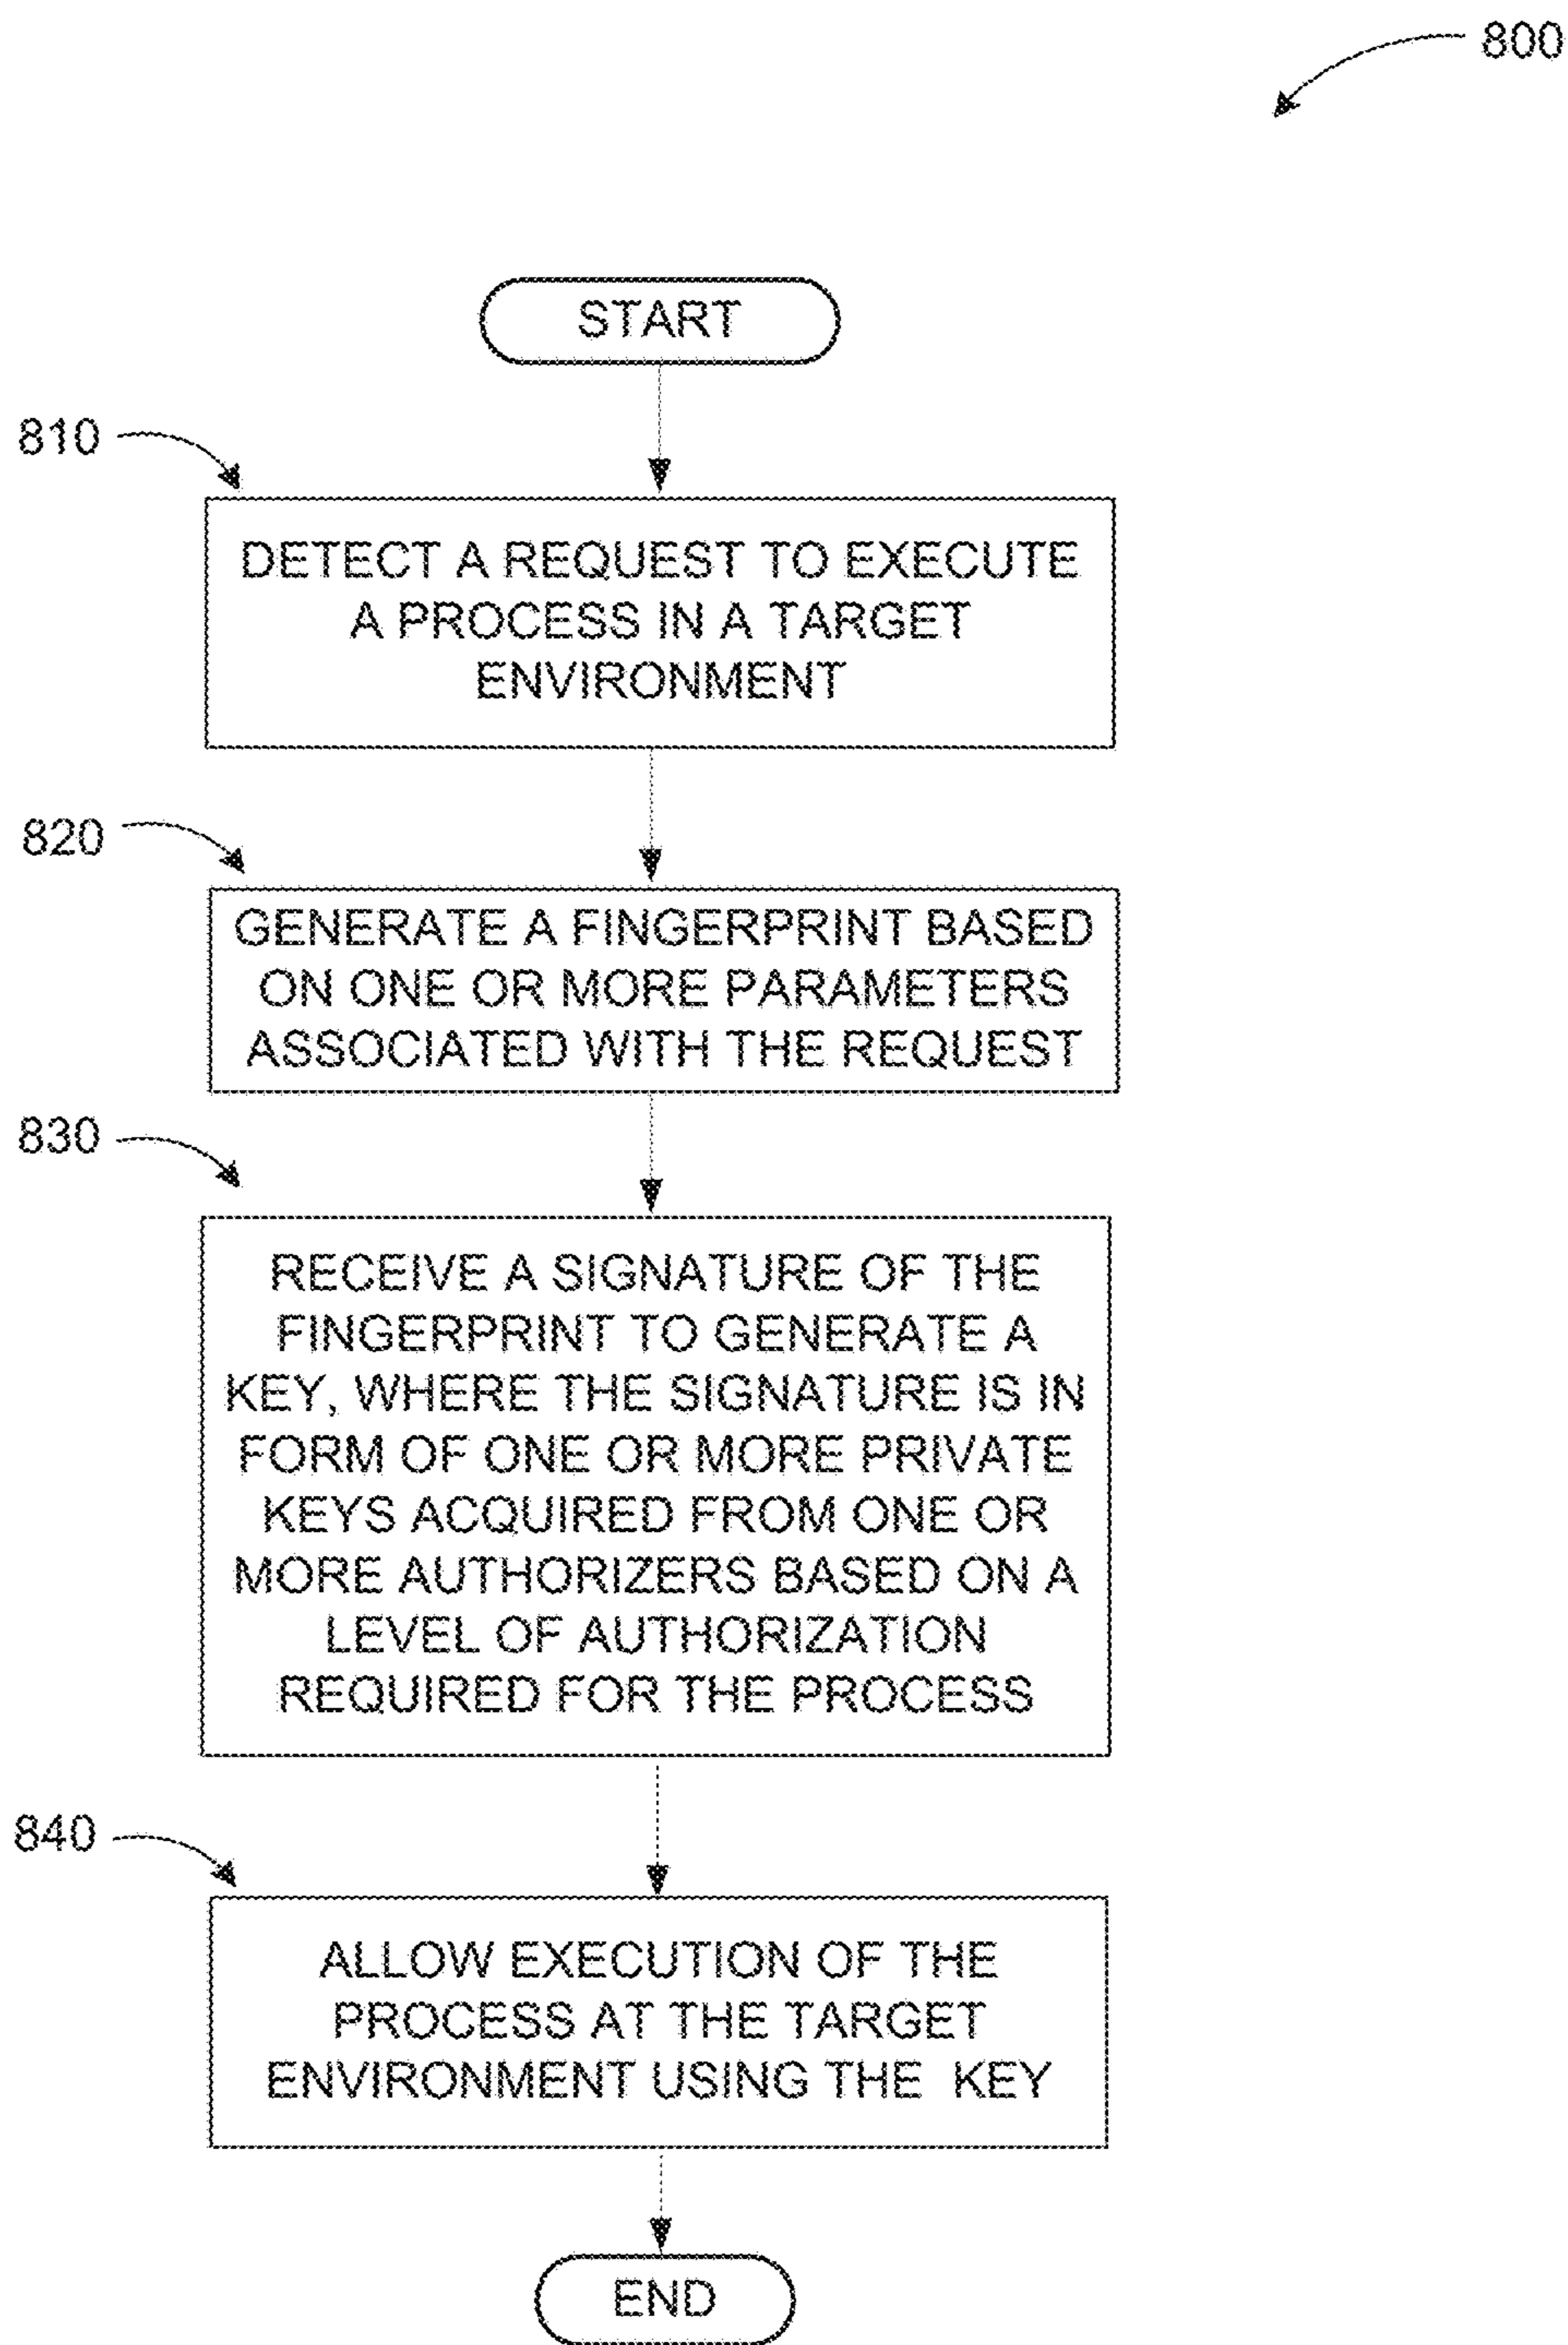 800
START
810
DETECT A REQUEST TO EXECUTE
A PROCESS IN A TARGET
ENVIRONMENT
820
GENERATE A FINGERPRINT BASED
ON ONE OR MORE PARAMETERS
ASSOCIATED WITH THE REQUEST
830
RECEIVE A SIGNATURE OF THE
FINGERPRINT TO GENERATE A
KEY, WHERE THE SIGNATURE IS IN
FORM OF ONE OR MORE PRIVATE
KEYS ACQUIRED FROM ONE OR
MORE AUTHORIZERS BASED ON A
LEVEL OF AUTHORIZATION
REQUIRED FOR THE PROCESS
840
ALLOW EXECUTION OF THE
PROCESS AT THE TARGET
ENVIRONMENT USING THE KEY
END